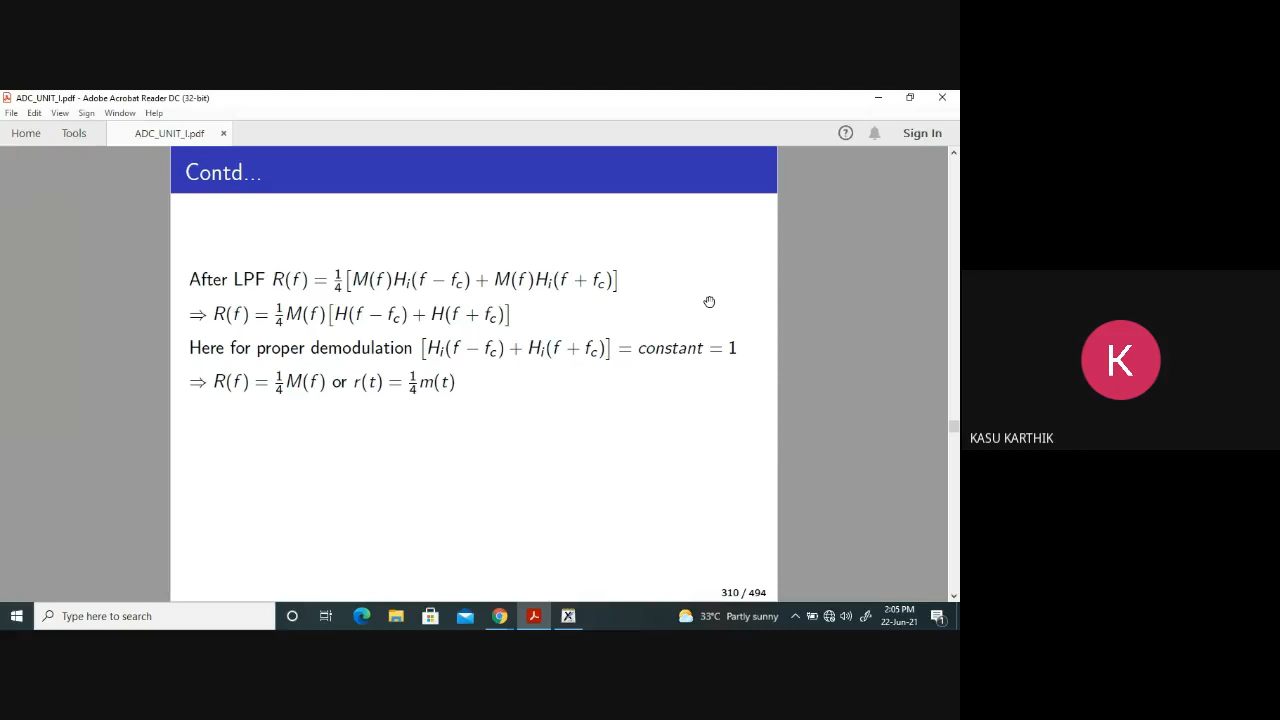 ADC_UNIT_I.pdf - Adobe Acrobat Reader DC (32-bit)
File Edit View Sign Window Help
Home Tools ADC_UNIT_I.pdf × ? Sign In
Contd...
After LPF R(f) = 1/4[M(f)H_i(f − f_c) + M(f)H_i(f + f_c)]
⇒ R(f) = 1/4 M(f)[H(f − f_c) + H(f + f_c)]
Here for proper demodulation [H_i(f − f_c) + H_i(f + f_c)] = constant = 1
⇒ R(f) = 1/4 M(f) or r(t) = 1/4 m(t)
310 / 494
K
KASU KARTHIK
Type here to search
33°C Partly sunny
2:05 PM
22-Jun-21
1